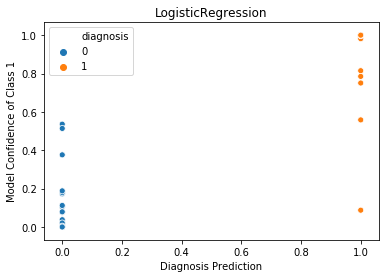 LogisticRegression
Model Confidence of Class 1
1.0
0.8
0.6
0.4
0.2
0.0
diagnosis
0
1
0.0 0.2 0.4 0.6 0.8 1.0
Diagnosis Prediction